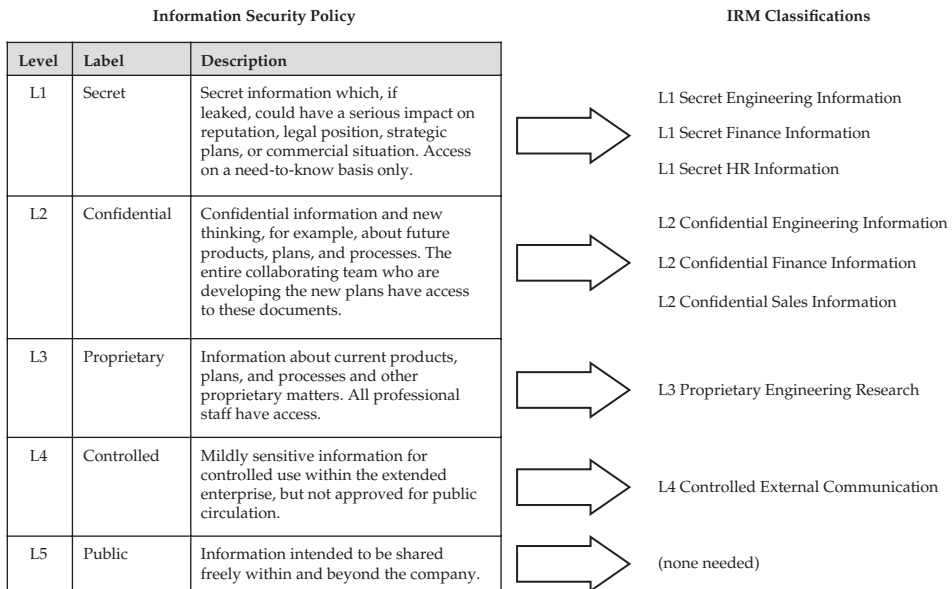 Information Security Policy
IRM Classifications
Level Label Description
L1 Secret Secret information which, if
leaked, could have a serious impact on
reputation, legal position, strategic
plans, or commercial situation. Access
on a need-to-know basis only.
L1 Secret Engineering Information
L1 Secret Finance Information
L1 Secret HR Information
L2 Confidential Confidential information and new
thinking, for example, about future
products, plans, and processes. The
entire collaborating team who are
developing the new plans have access
to these documents.
L2 Confidential Engineering Information
L2 Confidential Finance Information
L2 Confidential Sales Information
L3 Proprietary Information about current products,
plans, and processes and other
proprietary matters. All professional
staff have access.
L3 Proprietary Engineering Research
L4 Controlled Mildly sensitive information for
controlled use within the extended
enterprise, but not approved for public
circulation.
L4 Controlled External Communication
L5 Public Information intended to be shared
freely within and beyond the company.
(none needed)